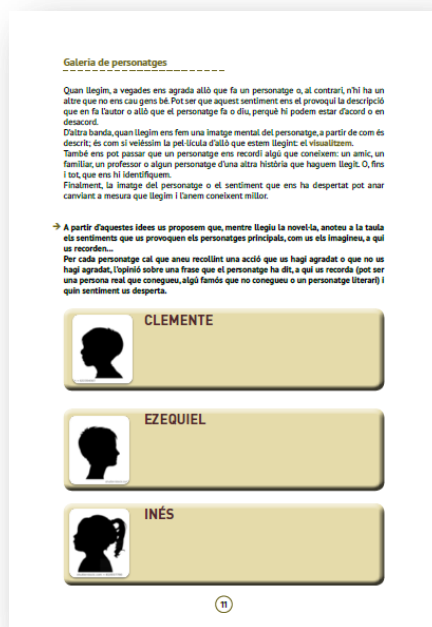 Galeria de personatges
Quan llegim, a vegades ens agrada allò que fa un personatge o, al contrari, n'hi ha un
altre que no ens cau gens bé. Pot ser que aquest sentiment ens el provoqui la descripció
que en fa l'autor o allò que el personatge fa o diu, perquè hi podem estar d'acord o en
desacord.
D'altra banda, quan llegim ens fem una imatge mental del personatge, a partir de com és
descrit; és com si veiéssim la pel·lícula d'allò que estem llegint: el visualitzem.
També ens pot passar que un personatge ens recordi algú que coneixem: un amic, un
familiar, un professor o algun personatge d'una altra història que haguem llegit. O, fins
i tot, que ens hi identifiquem.
Finalment, la imatge del personatge o el sentiment que ens ha despertat pot anar
canviant a mesura que llegim i l'anem coneixent millor.
→ A partir d'aquestes idees us proposem que, mentre llegiu la novel·la, anoteu a la taula
els sentiments que us provoquen els personatges principals, com us els imagineu, a qui
us recorden...
Per cada personatge cal que aneu recollint una acció que us hagi agradat o que no us
hagi agradat, l'opinió sobre una frase que el personatge ha dit, a qui us recorda (pot ser
una persona real que conegueu, algú famós que no conegueu o un personatge literari) i
quin sentiment us desperta.
CLEMENTE
EZEQUIEL
INÉS
11